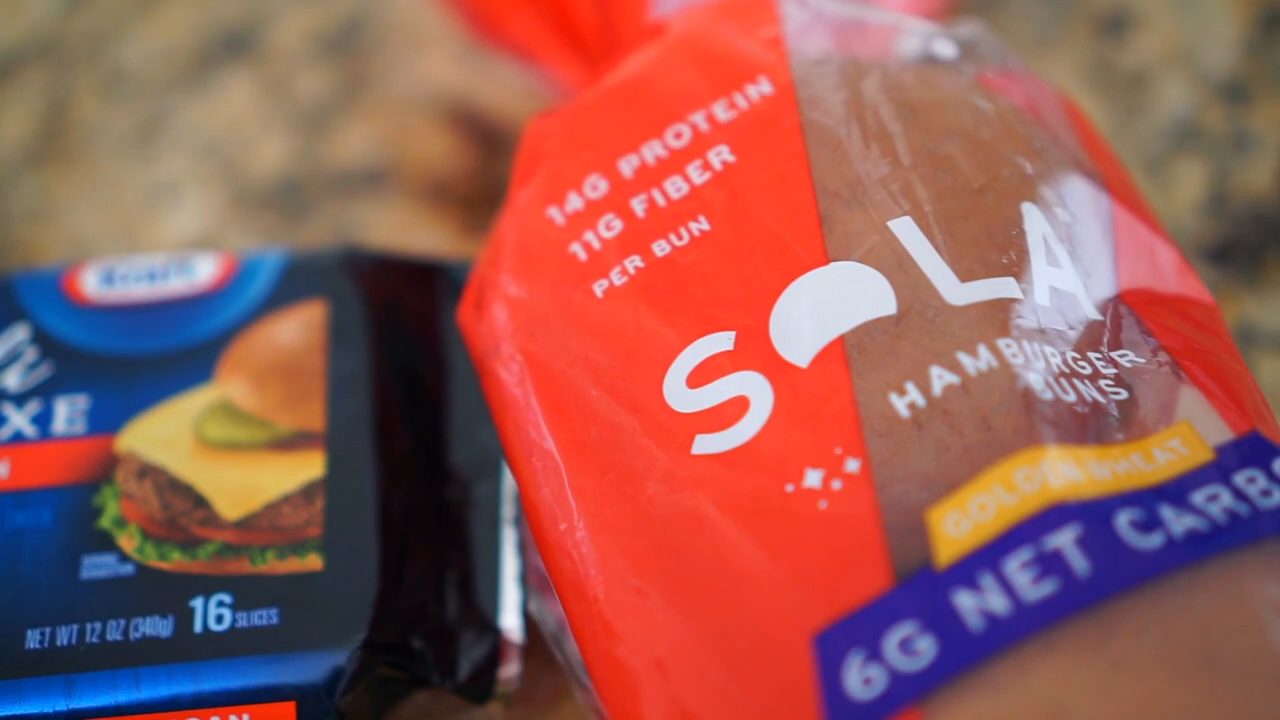 Kraft
XE
NET WT 12 OZ (340g) 16 SLICES
14G PROTEIN
11G FIBER
PER BUN
SOLA
HAMBURGER
BUNS
GOLDEN WHEAT
6G NET CARBS